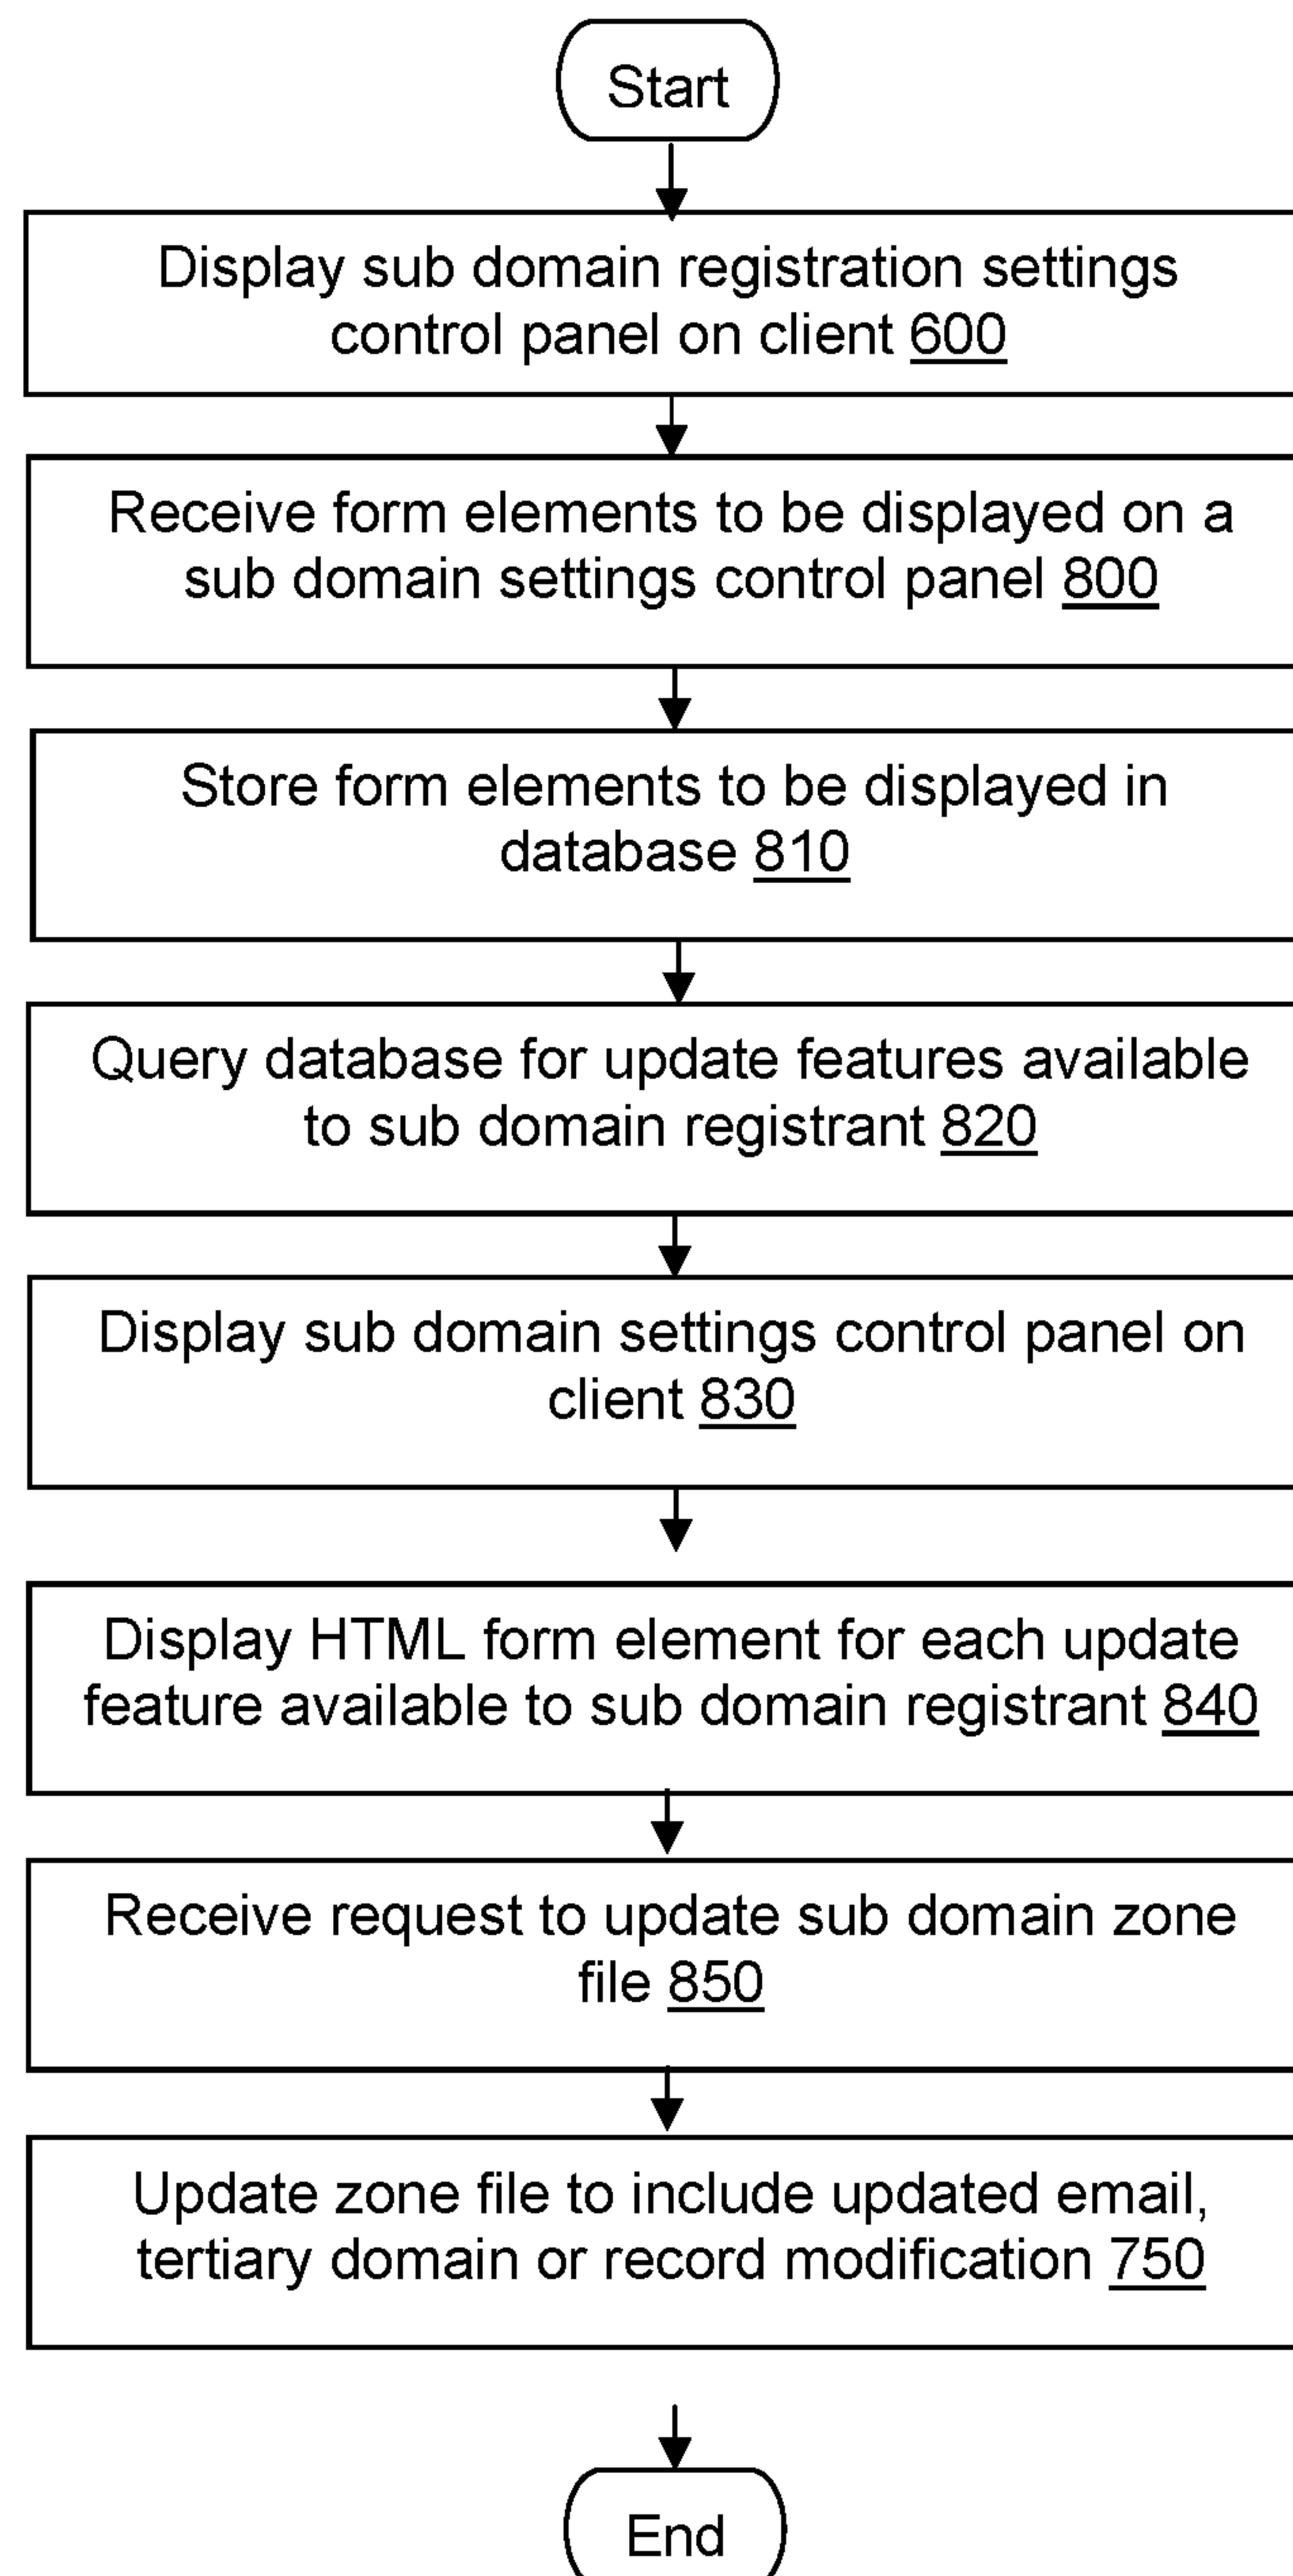 Start
Display sub domain registration settings
control panel on client 600
Receive form elements to be displayed on a
sub domain settings control panel 800
Store form elements to be displayed in
database 810
Query database for update features available
to sub domain registrant 820
Display sub domain settings control panel on
client 830
Display HTML form element for each update
feature available to sub domain registrant 840
Receive request to update sub domain zone
file 850
Update zone file to include updated email,
tertiary domain or record modification 750
End